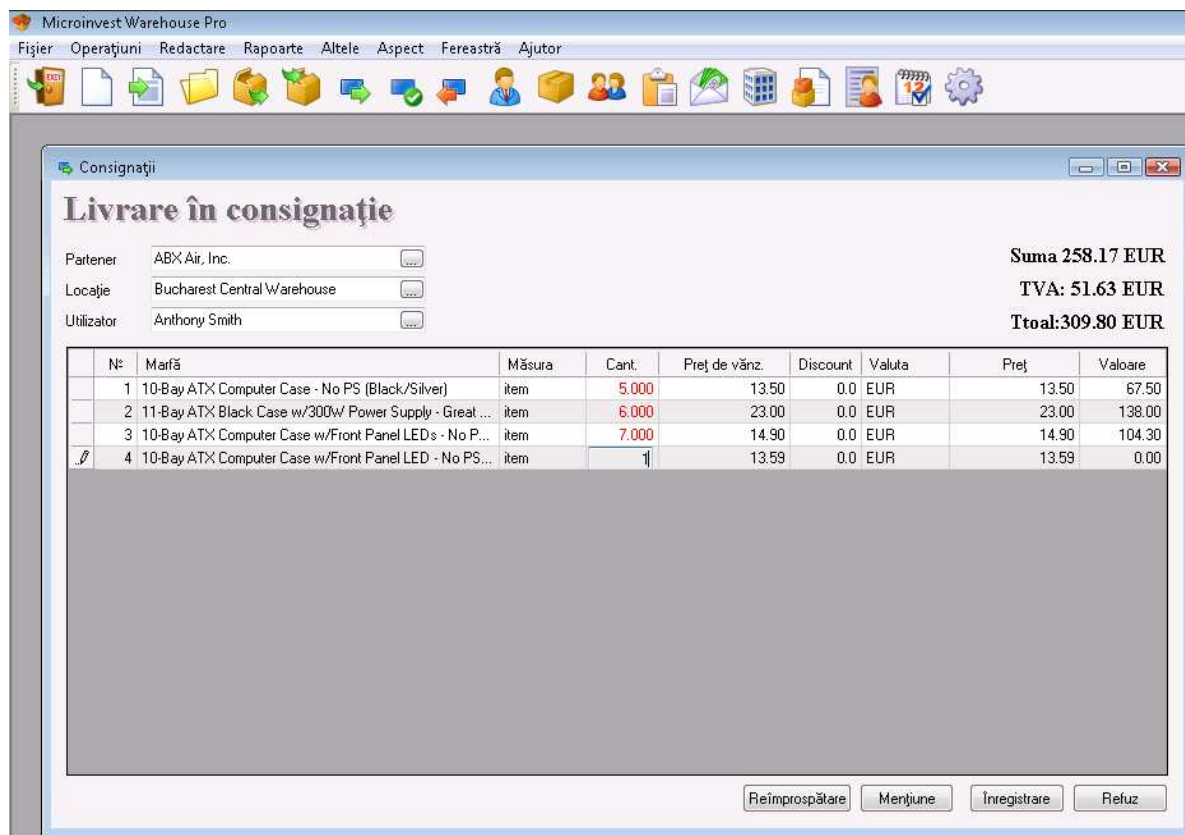 Microinvest Warehouse Pro
Fişier Operaţiuni Redactare Rapoarte Altele Aspect Fereastră Ajutor
EXIT
12
Consignaţii
Livrare în consignaţie
Partener ABX Air, Inc. ...
Suma 258.17 EUR
Locaţie Bucharest Central Warehouse ...
TVA: 51.63 EUR
Utilizator Anthony Smith ...
Ttoal:309.80 EUR
Nº Marfă Măsura Cant. Preţ de vănz. Discount Valuta Preţ Valoare
1 10-Bay ATX Computer Case - No PS (Black/Silver) item 5.000 13.50 0.0 EUR 13.50 67.50
2 11-Bay ATX Black Case w/300W Power Supply - Great ... item 6.000 23.00 0.0 EUR 23.00 138.00
3 10-Bay ATX Computer Case w/Front Panel LEDs - No P... item 7.000 14.90 0.0 EUR 14.90 104.30
4 10-Bay ATX Computer Case w/Front Panel LED - No PS... item 1 13.59 0.0 EUR 13.59 0.00
Reîmprospătare Menţiune Înregistrare Refuz